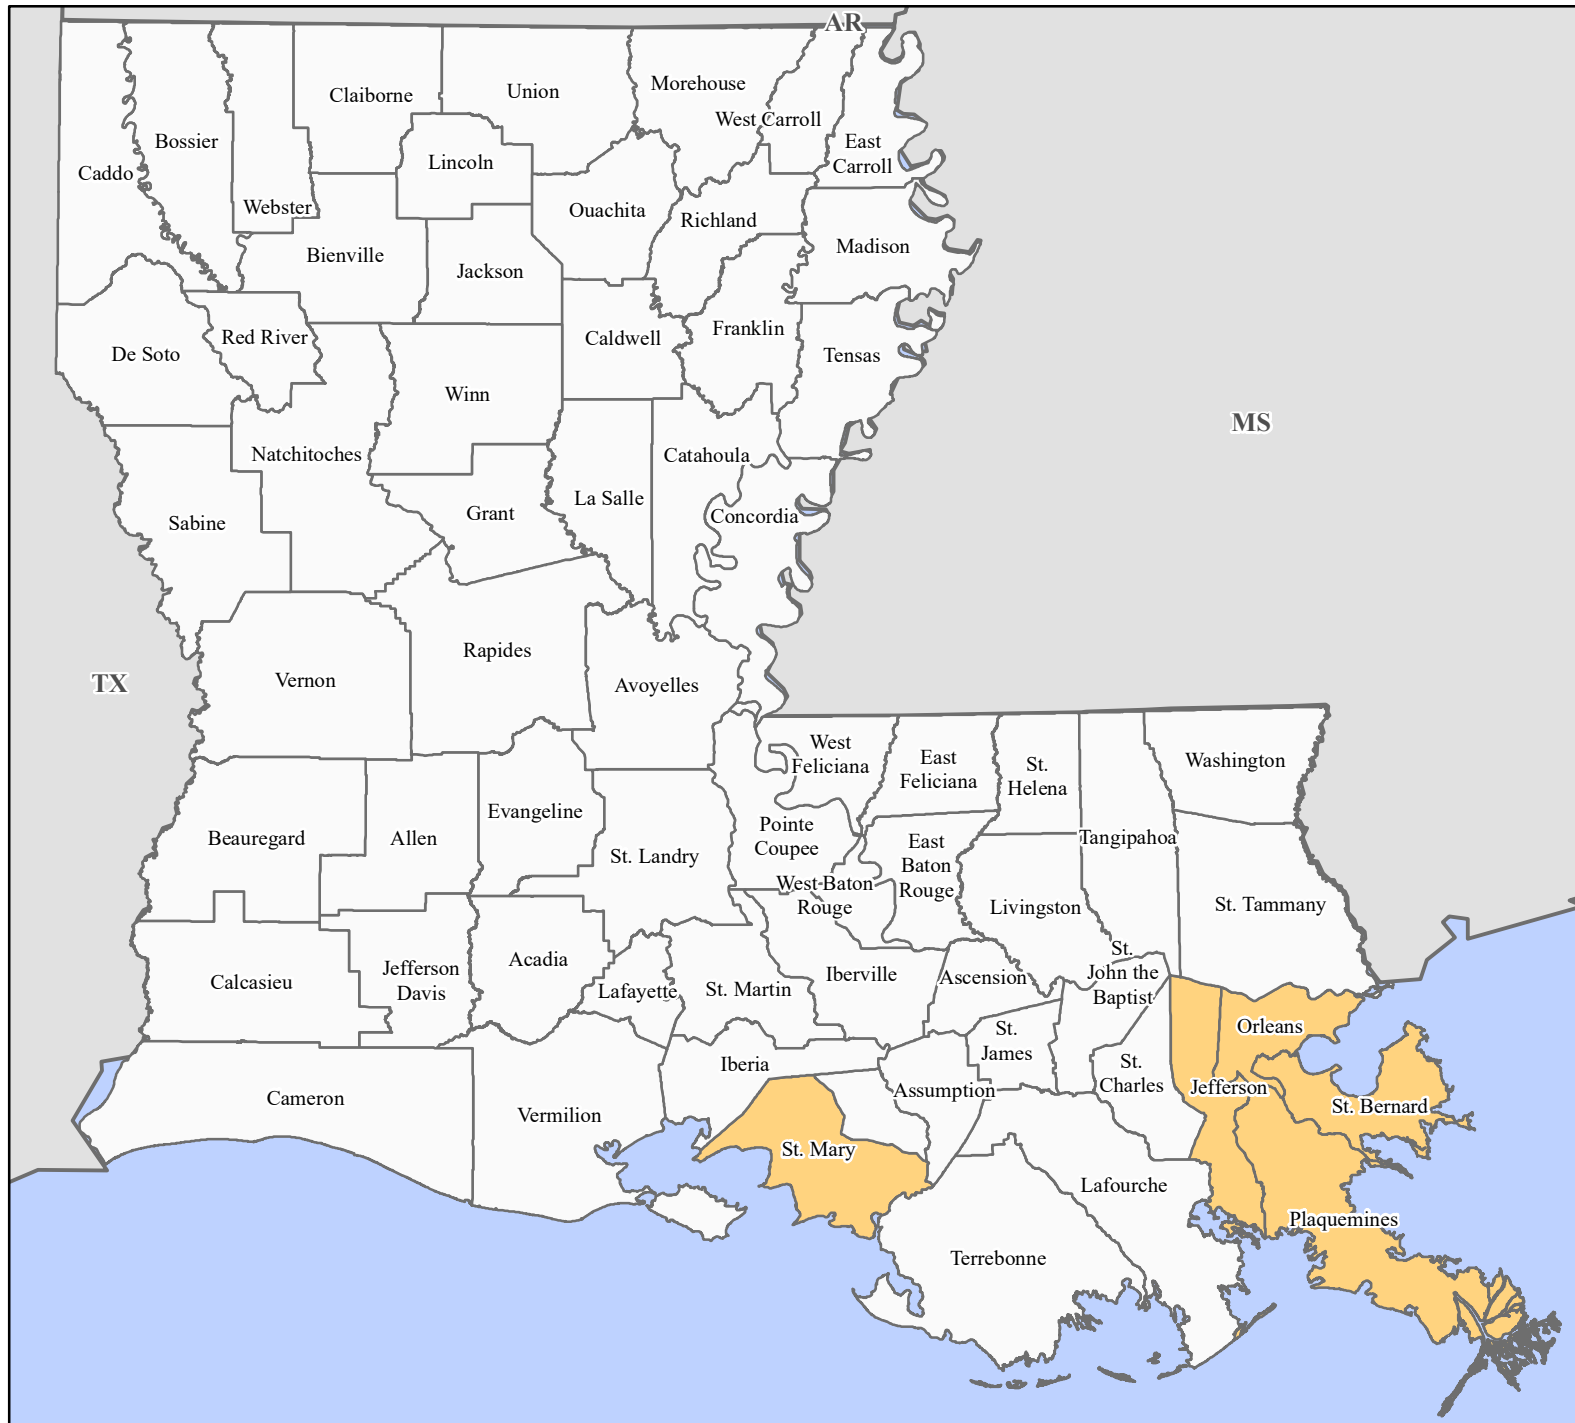 AR
Claiborne
Union
Morehouse
West Carroll
East
Carroll
Bossier
Caddo
Lincoln
Webster
Ouachita
Richland
Madison
Bienville
Jackson
Red River
De Soto
Caldwell
Franklin
Tensas
Winn
MS
Natchitoches
Catahoula
La Salle
Grant
Concordia
Sabine
Rapides
TX
Vernon
Avoyelles
West
Feliciana
East
Feliciana
St.
Helena
Washington
Beauregard
Allen
Evangeline
St. Landry
Pointe
Coupee
East
Baton
Rouge
Tangipahoa
West Baton
Rouge
Livingston
St. Tammany
Calcasieu
Jefferson
Davis
Acadia
Lafayette
St. Martin
Iberville
Ascension
St.
John the
Baptist
St.
James
Orleans
Iberia
St.
Charles
Assumption
Jefferson
St. Bernard
Cameron
Vermilion
St. Mary
Lafourche
Plaquemines
Terrebonne